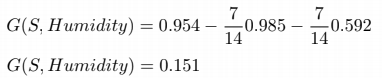 G(S, Humidity) = 0.954 − 7/14 0.985 − 7/14 0.592
G(S, Humidity) = 0.151